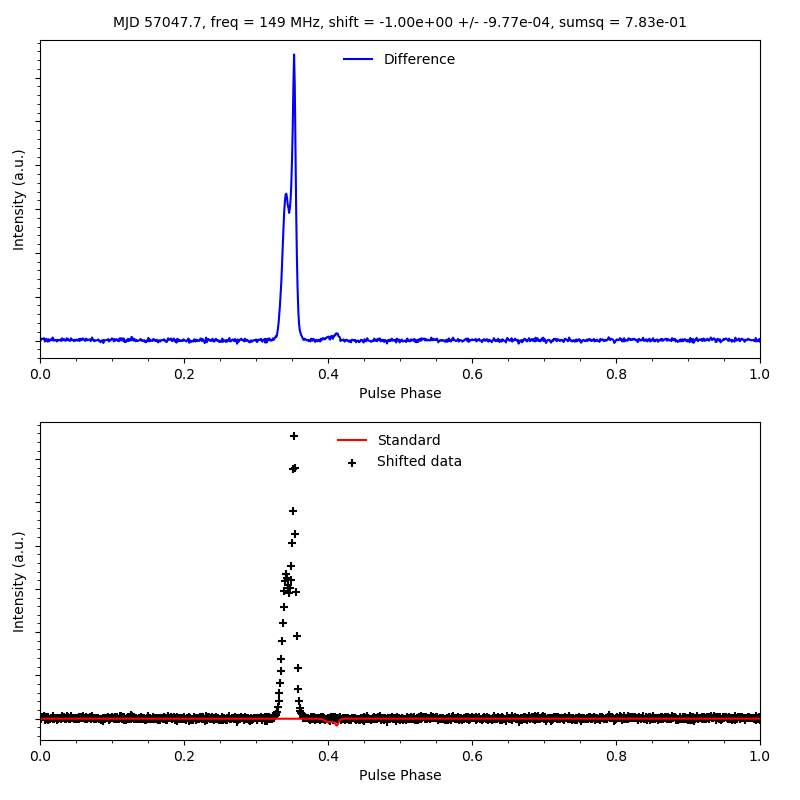 MJD 57047.7, freq = 149 MHz, shift = -1.00e+00 +/- -9.77e-04, sumsq = 7.83e-01
Difference
Intensity (a.u.)
0.0 0.2 0.4 0.6 0.8 1.0
Pulse Phase
Standard
Shifted data
Intensity (a.u.)
0.0 0.2 0.4 0.6 0.8 1.0
Pulse Phase